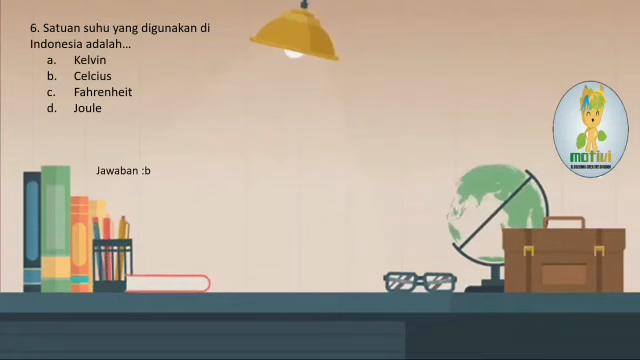 6. Satuan suhu yang digunakan di
Indonesia adalah...
a. Kelvin
b. Celcius
c. Fahrenheit
d. Joule
Jawaban :b
motivi